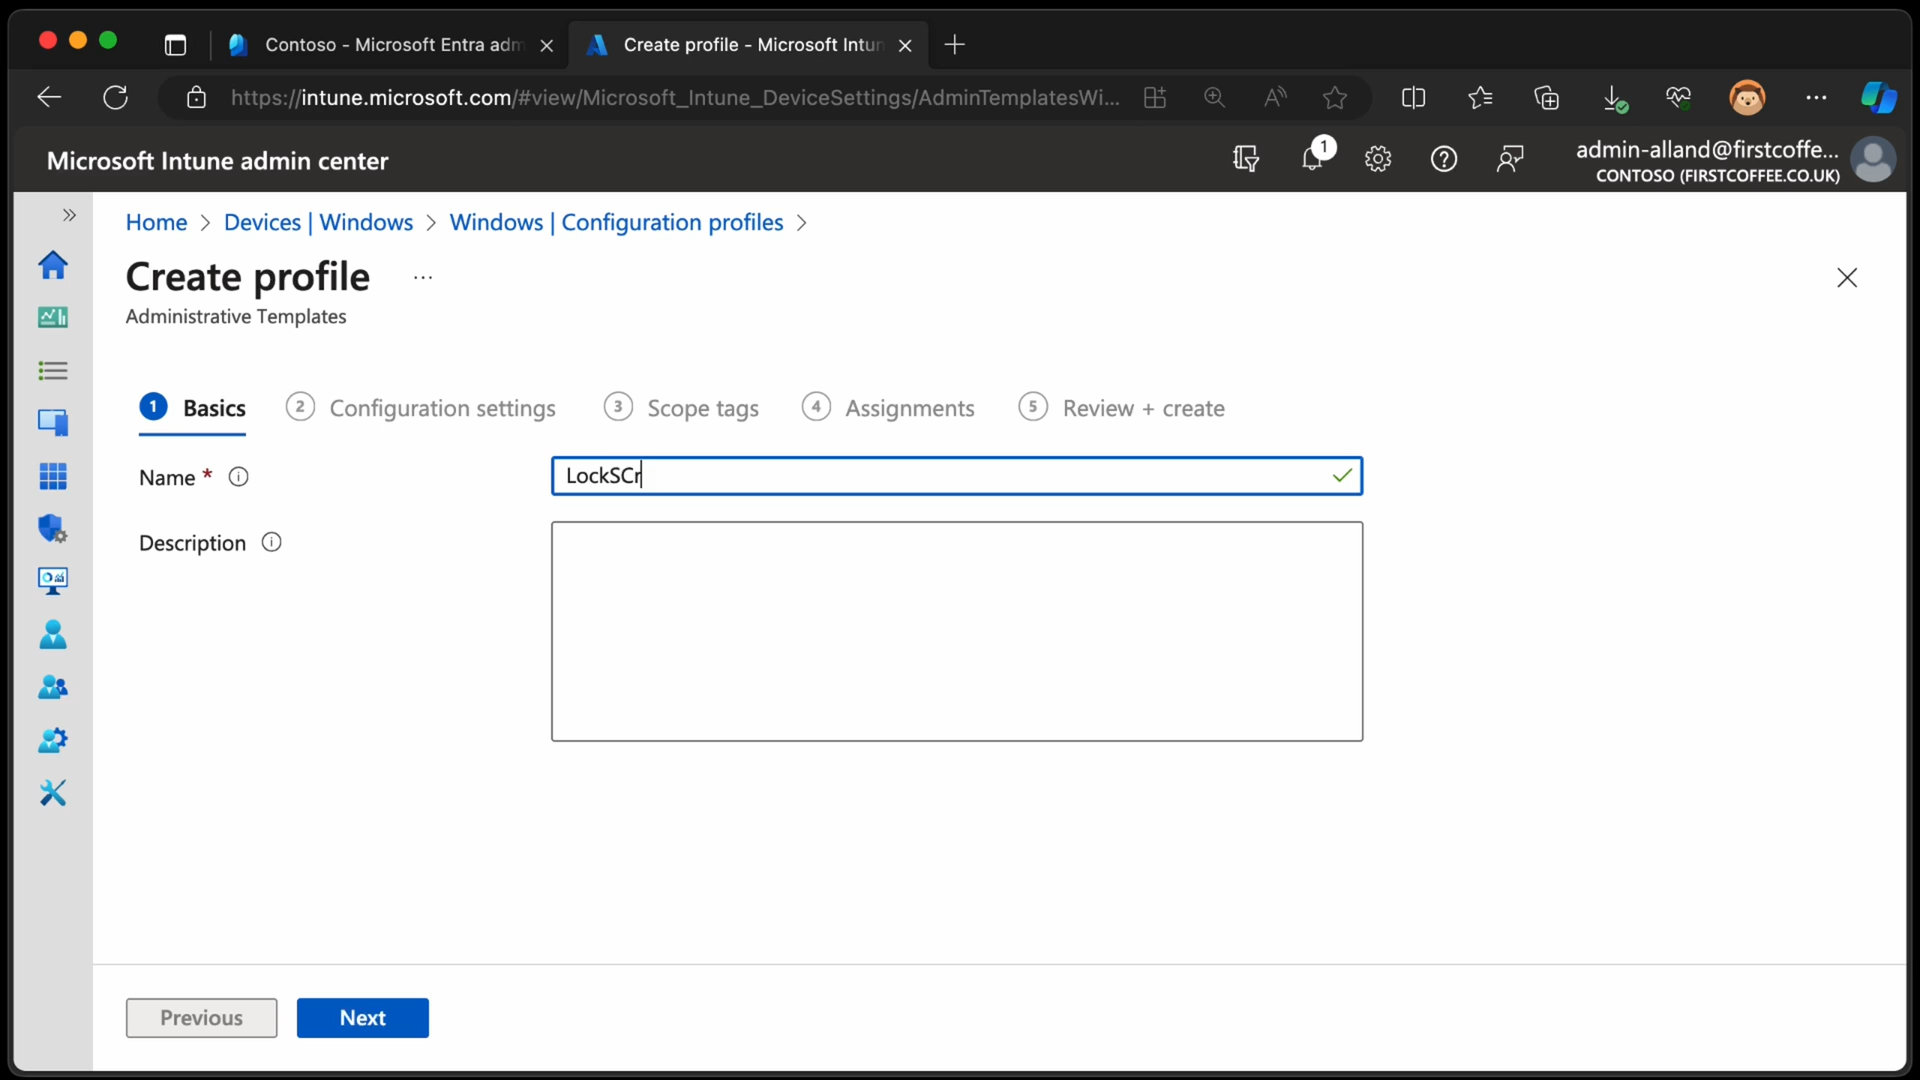 Contoso - Microsoft Entra adm
Create profile - Microsoft Intun
https://intune.microsoft.com/#view/Microsoft_Intune_DeviceSettings/AdminTemplatesWi...
Microsoft Intune admin center
1
admin-alland@firstcoffe...
CONTOSO (FIRSTCOFFEE.CO.UK)
Home > Devices | Windows > Windows | Configuration profiles >
Create profile ...
Administrative Templates
1 Basics 2 Configuration settings 3 Scope tags 4 Assignments 5 Review + create
Name * LockSCr
Description
Previous Next